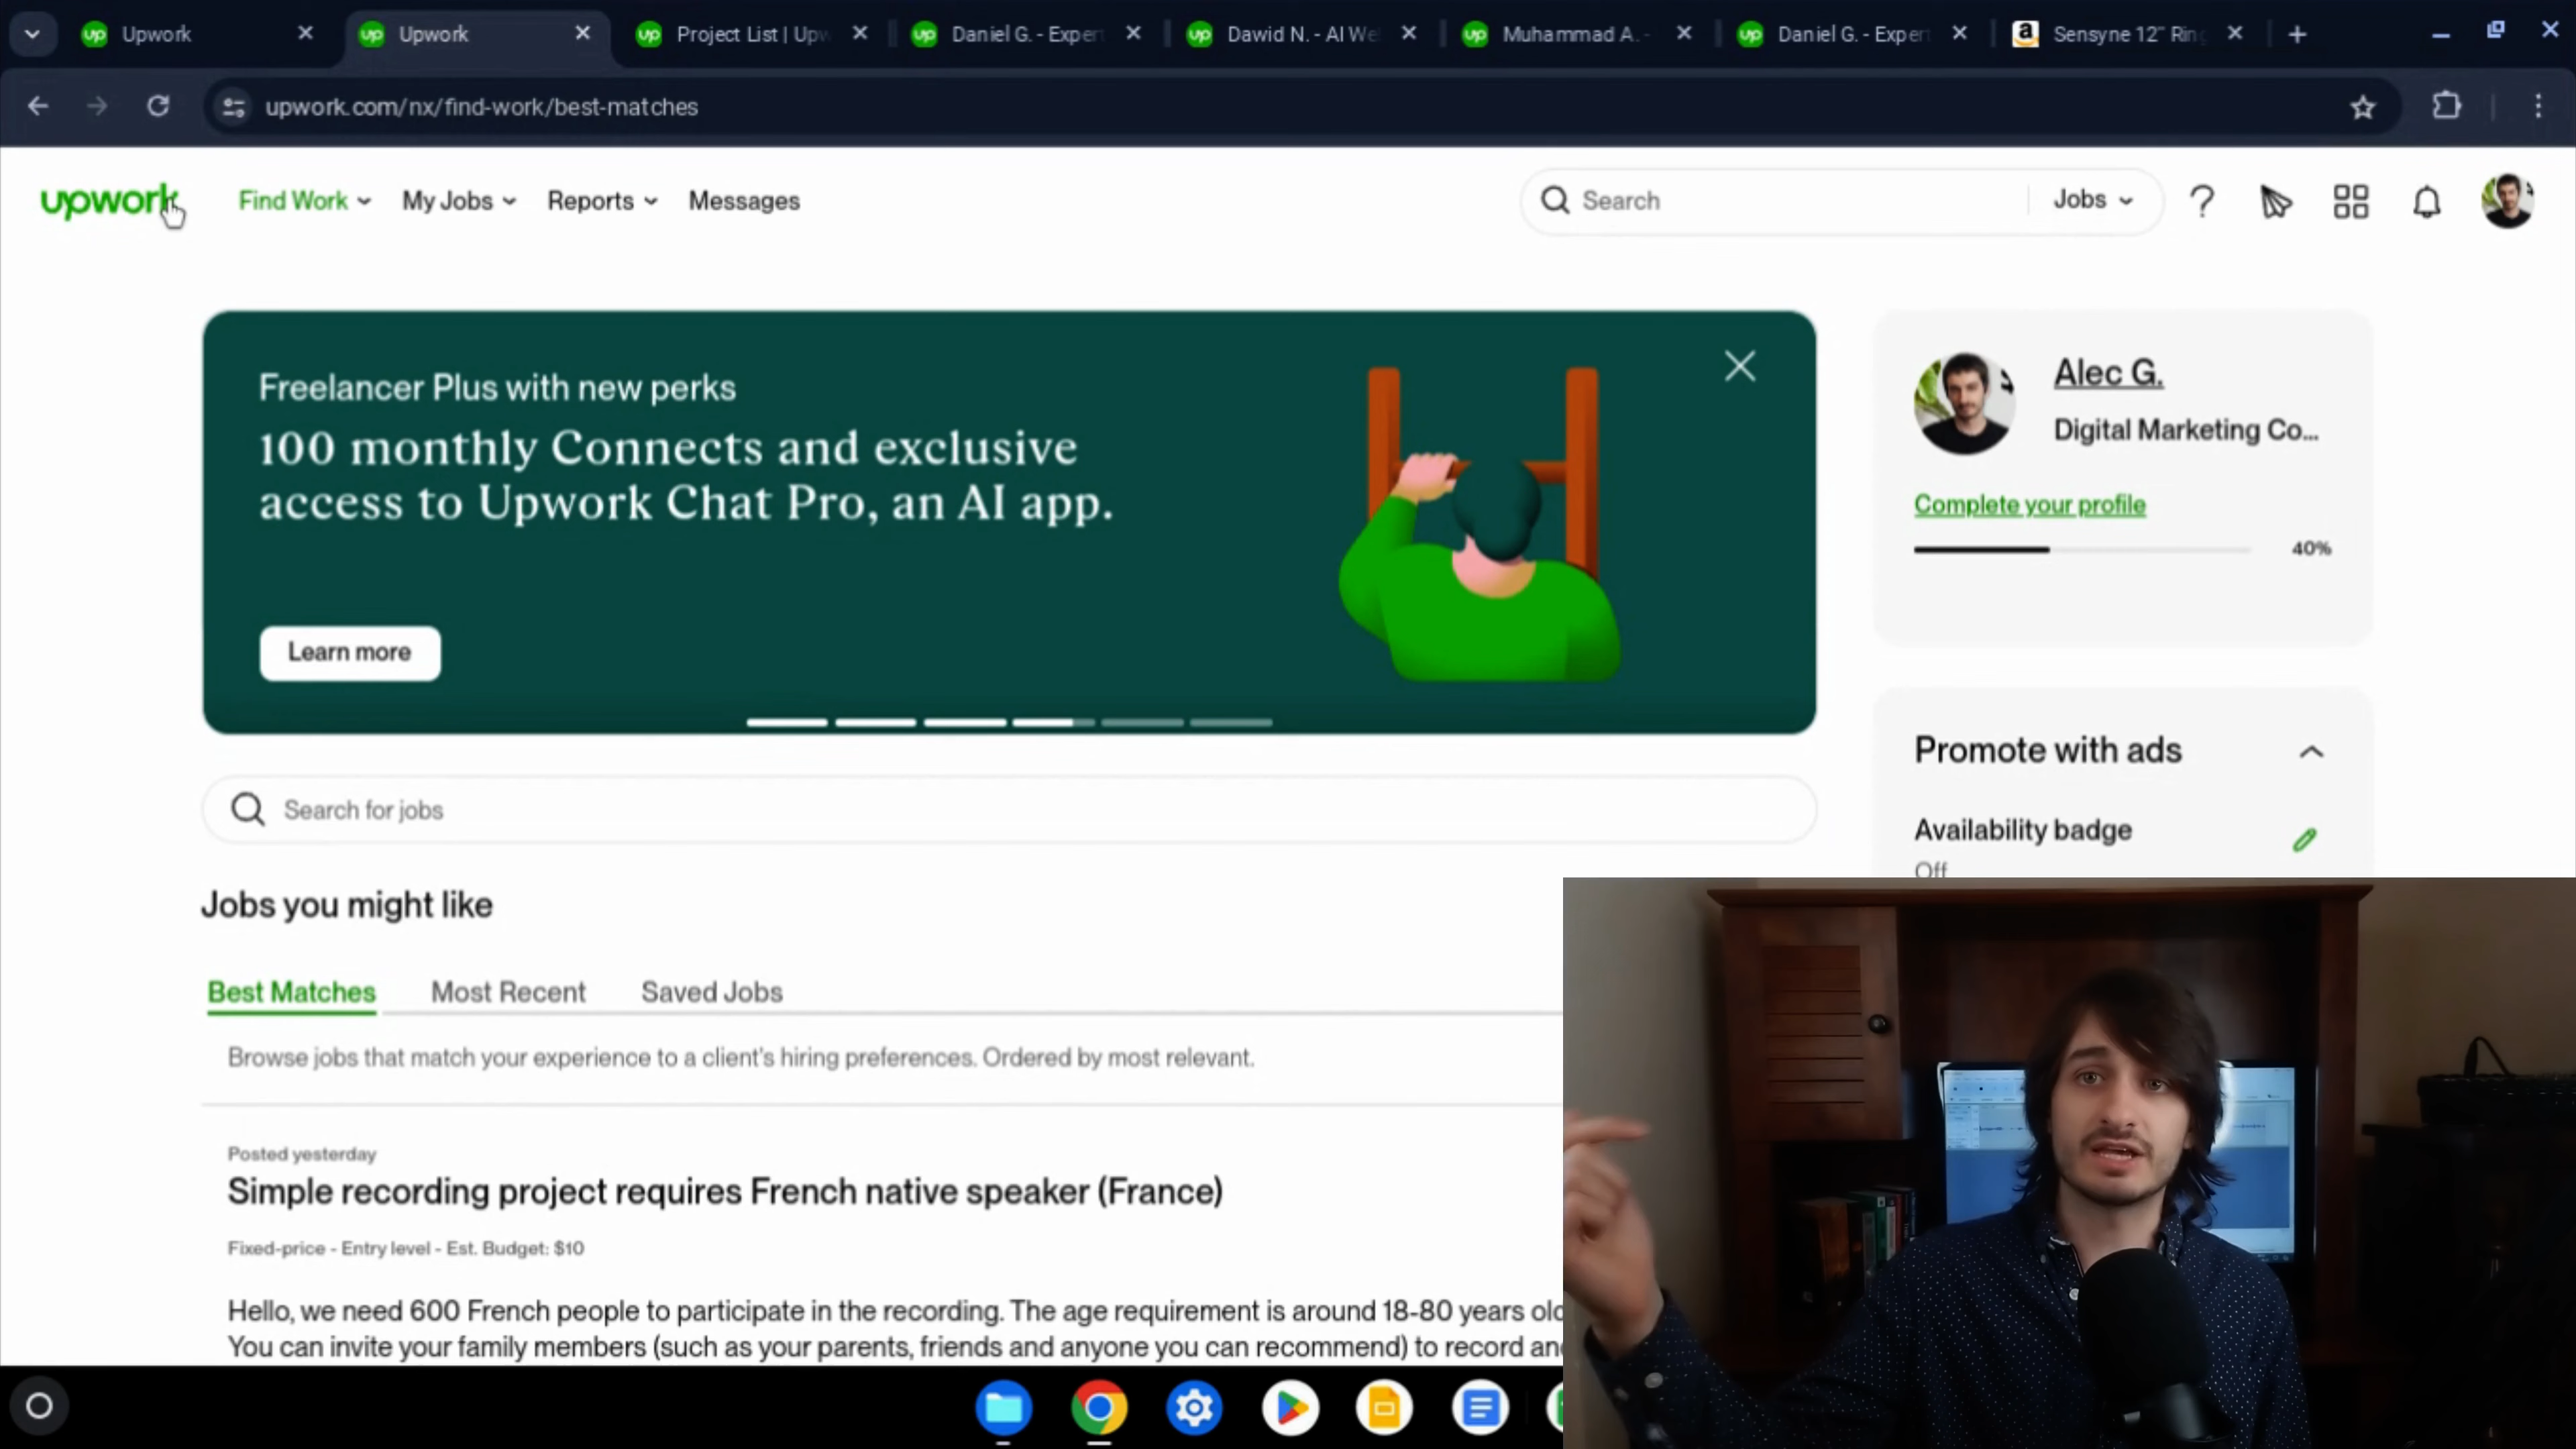 Upwork
Upwork
Project List | Upw
Daniel G. - Expert
Dawid N. - AI We
Muhammad A. -
Daniel G. - Expert
Sensyne 12" Rin
upwork.com/nx/find-work/best-matches
upwork
Find Work
My Jobs
Reports
Messages
Search
Jobs
Freelancer Plus with new perks
100 monthly Connects and exclusive
access to Upwork Chat Pro, an AI app.
Learn more
Alec G.
Digital Marketing Co...
Complete your profile
40%
Promote with ads
Availability badge
Off
Search for jobs
Jobs you might like
Best Matches
Most Recent
Saved Jobs
Browse jobs that match your experience to a client's hiring preferences. Ordered by most relevant.
Posted yesterday
Simple recording project requires French native speaker (France)
Fixed-price - Entry level - Est. Budget: $10
Hello, we need 600 French people to participate in the recording. The age requirement is around 18-80 years old
You can invite your family members (such as your parents, friends and anyone you can recommend) to record an